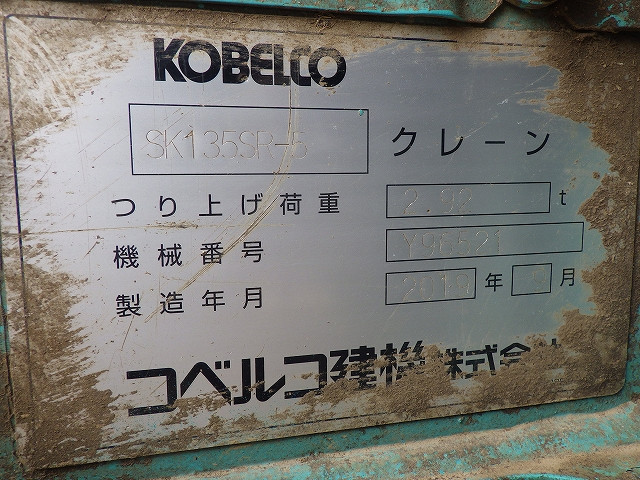 KOBELCO
SK135SR-5 クレーン
つり上げ荷重 2.92 t
機械番号
製造年月 年 月
コベルコ建機株式会社